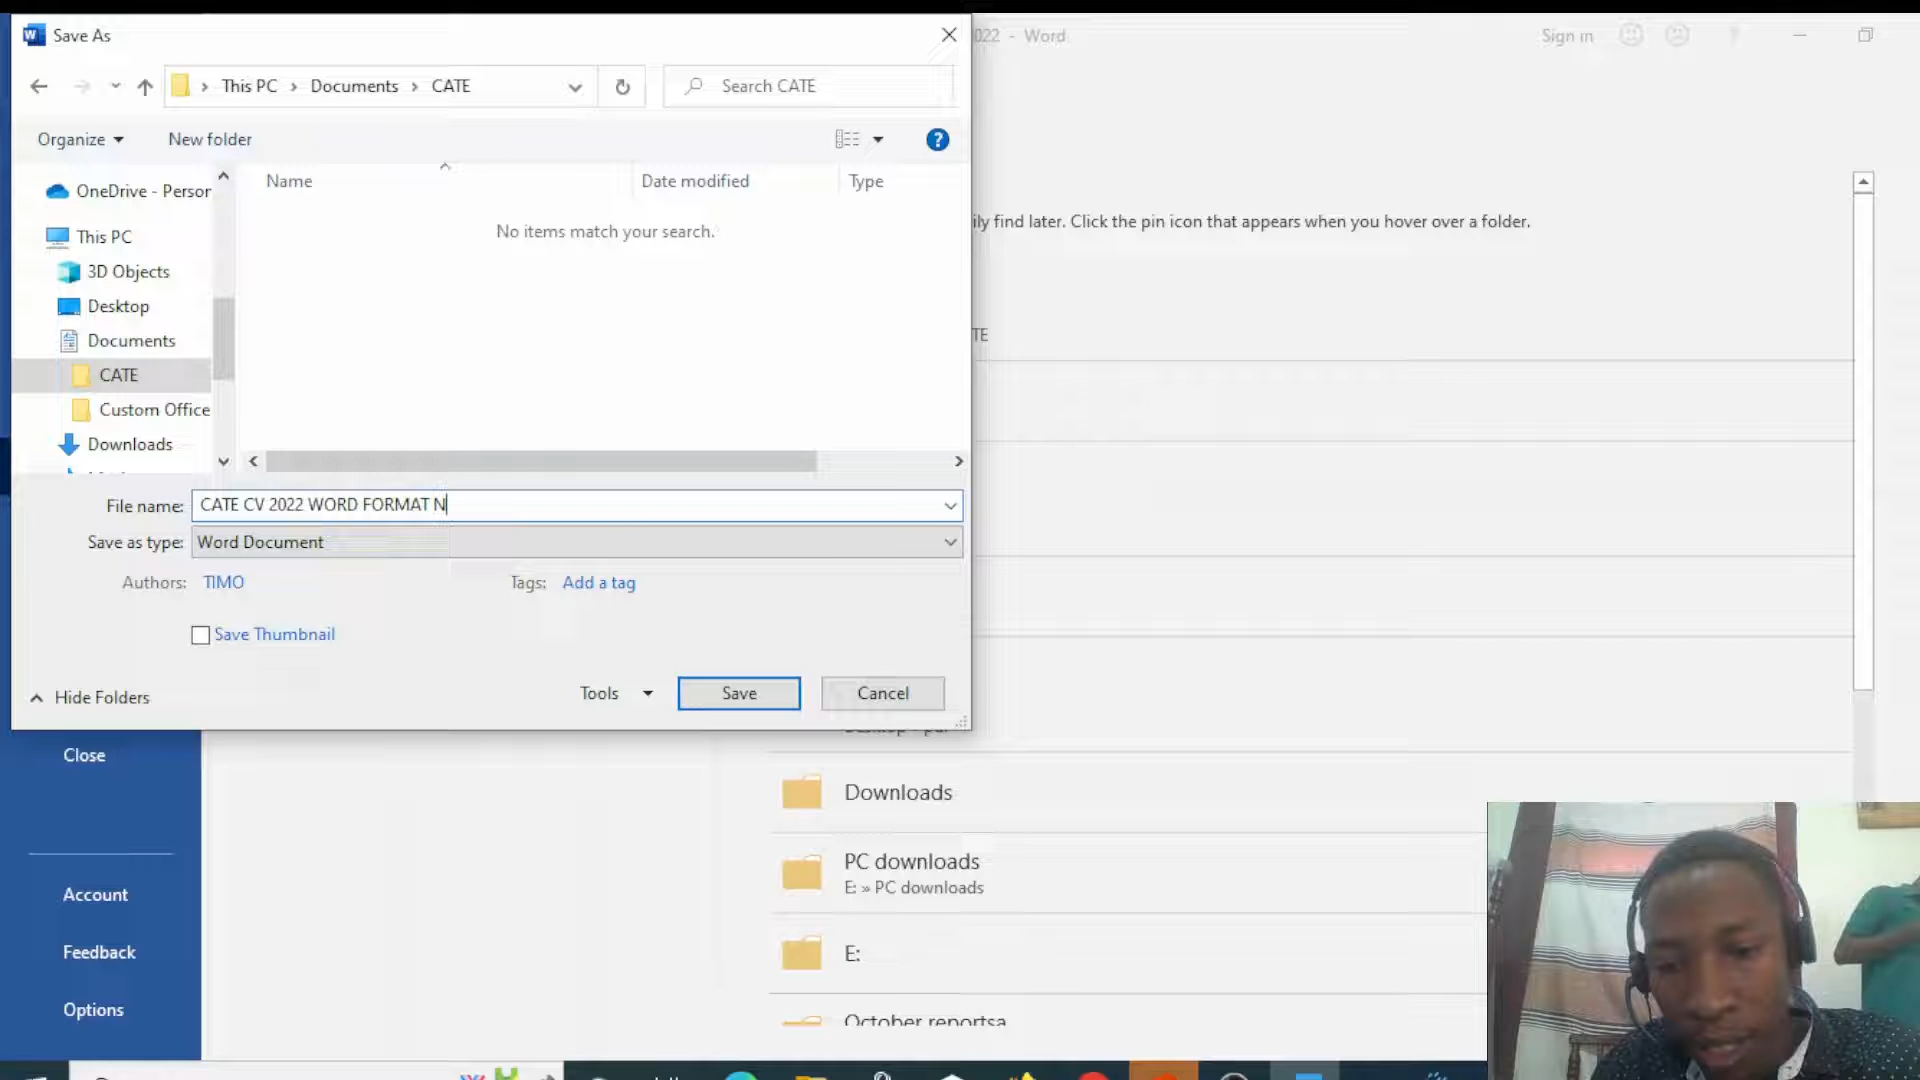 Save As
022 - Word
Sign in
This PC
Documents
CATE
Search CATE
Organize
New folder
OneDrive - Persor
Name
Date modified
Type
No items match your search.
ily find later. Click the pin icon that appears when you hover over a folder.
This PC
3D Objects
Desktop
Documents
TE
CATE
Custom Office
Downloads
File name: CATE CV 2022 WORD FORMAT N
Save as type: Word Document
Authors: TIMO
Tags: Add a tag
Save Thumbnail
Hide Folders
Tools
Save
Cancel
Close
Downloads
PC downloads
E: » PC downloads
Account
Feedback
E:
Options
October reportsa